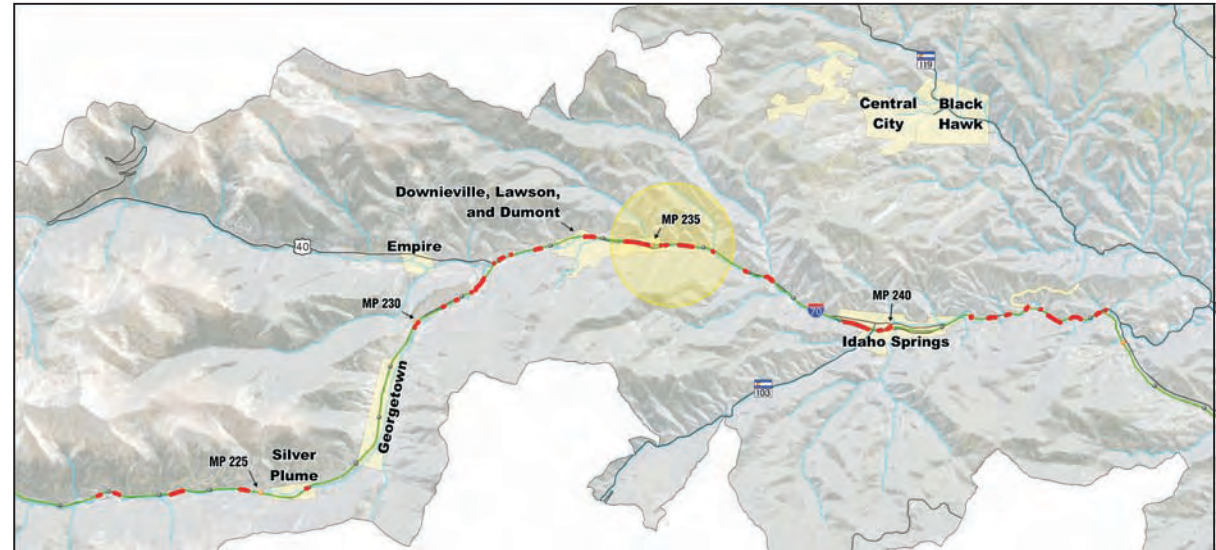 119
Central
City
Black
Hawk
Downieville, Lawson,
and Dumont
MP 235
40
Empire
MP 230
MP 240
70
Idaho Springs
Georgetown
103
Silver
Plume
MP 225